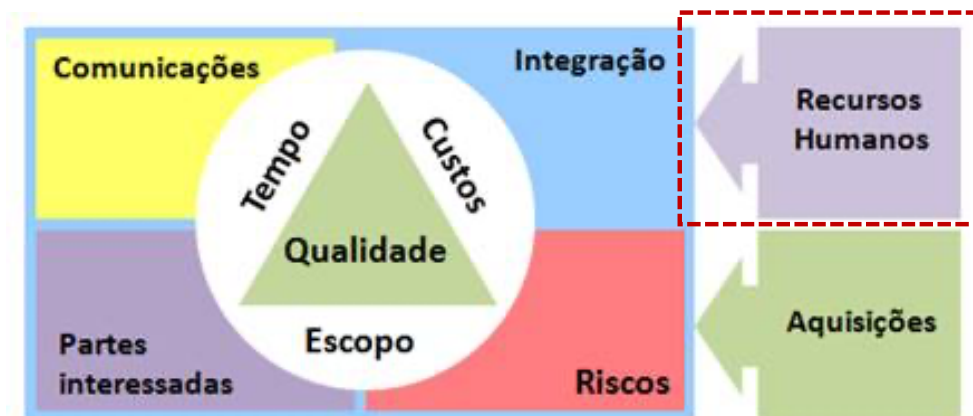 Comunicações
Integração
Recursos
Humanos
Tempo
Custos
Qualidade
Escopo
Partes
interessadas
Riscos
Aquisições